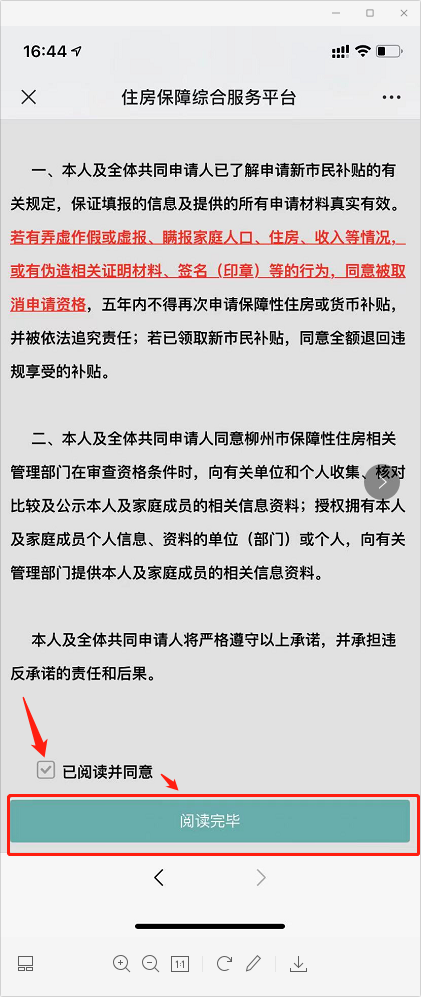 16:44
住房保障综合服务平台
一、本人及全体共同申请人已了解申请新市民补贴的有
关规定，保证填报的信息及提供的所有申请材料真实有效。
若有弄虚作假或虚报、瞒报家庭人口、住房、收入等情况，
或有伪造相关证明材料、签名（印章）等的行为，同意被取
消申请资格，五年内不得再次申请保障性住房或货币补贴，
并被依法追究责任；若已领取新市民补贴，同意全额退回违
规享受的补贴。
二、本人及全体共同申请人同意柳州市保障性住房相关
管理部门在审查资格条件时，向有关单位和个人收集、核对
比较及公示本人及家庭成员的相关信息资料；授权拥有本人
及家庭成员个人信息、资料的单位（部门）或个人，向有关
管理部门提供本人及家庭成员的相关信息资料。
本人及全体共同申请人将严格遵守以上承诺，并承担违
反承诺的责任和后果。
已阅读并同意
阅读完毕
1:1